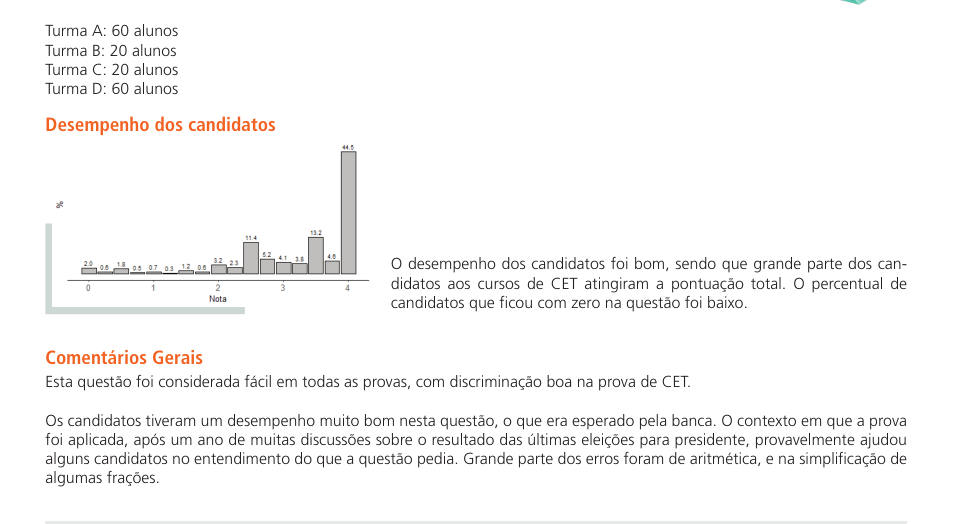 Turma A: 60 alunos
Turma B: 20 alunos
Turma C: 20 alunos
Turma D: 60 alunos
Desempenho dos candidatos
%
2.0 0.6 1.8 0.5 0.7 0.3 1.2 0.6 3.2 2.3 11.4 5.2 4.1 3.8 13.2 4.6 44.5
0 1 2 3 4
Nota
O desempenho dos candidatos foi bom, sendo que grande parte dos can-
didatos aos cursos de CET atingiram a pontuação total. O percentual de
candidatos que ficou com zero na questão foi baixo.
Comentários Gerais
Esta questão foi considerada fácil em todas as provas, com discriminação boa na prova de CET.
Os candidatos tiveram um desempenho muito bom nesta questão, o que era esperado pela banca. O contexto em que a prova
foi aplicada, após um ano de muitas discussões sobre o resultado das últimas eleições para presidente, provavelmente ajudou
alguns candidatos no entendimento do que a questão pedia. Grande parte dos erros foram de aritmética, e na simplificação de
algumas frações.